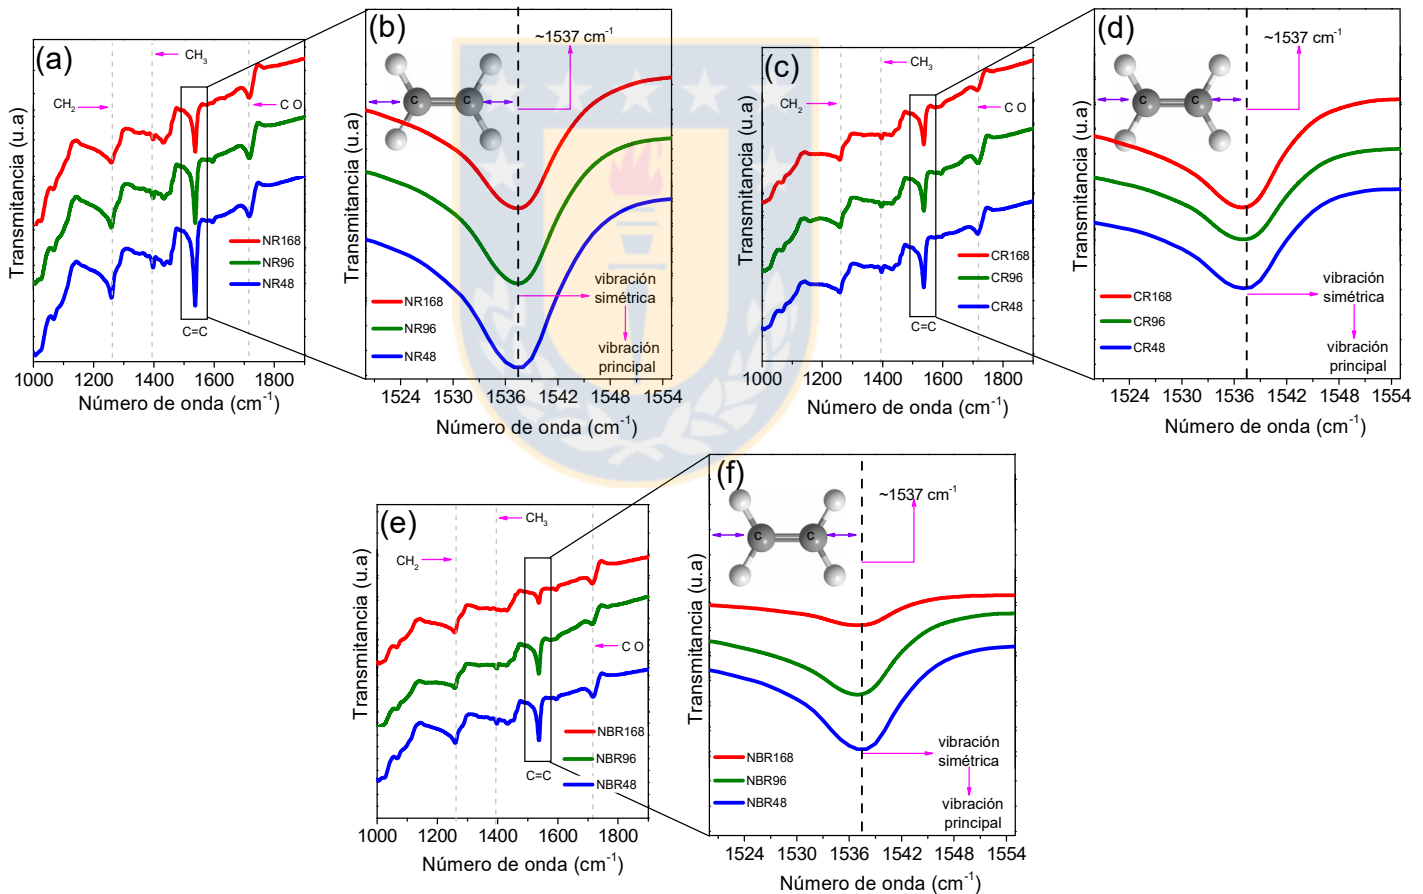 (a)
CH3
CH2
C O
Transmitancia (u.a)
NR168
NR96
NR48
C=C
1000 1200 1400 1600 1800
Número de onda (cm-1)
(b)
~1537 cm-1
C C
Transmitancia (u.a)
vibración
simétrica
vibración
principal
NR168
NR96
NR48
1524 1530 1536 1542 1548 1554
Número de onda (cm-1)
(c)
CH3
CH2
C O
Transmitancia (u.a)
CR168
CR96
CR48
C=C
1000 1200 1400 1600 1800
Número de onda (cm-1)
(d)
~1537 cm-1
C C
Transmitancia (u.a)
vibración
simétrica
vibración
principal
CR168
CR96
CR48
1524 1530 1536 1542 1548 1554
Número de onda (cm-1)
(e)
CH3
CH2
C O
Transmitancia (u.a)
NBR168
NBR96
NBR48
C=C
1000 1200 1400 1600 1800
Número de onda (cm-1)
(f)
~1537 cm-1
C C
Transmitancia (u.a)
vibración
simétrica
vibración
principal
NBR168
NBR96
NBR48
1524 1530 1536 1542 1548 1554
Número de onda (cm-1)